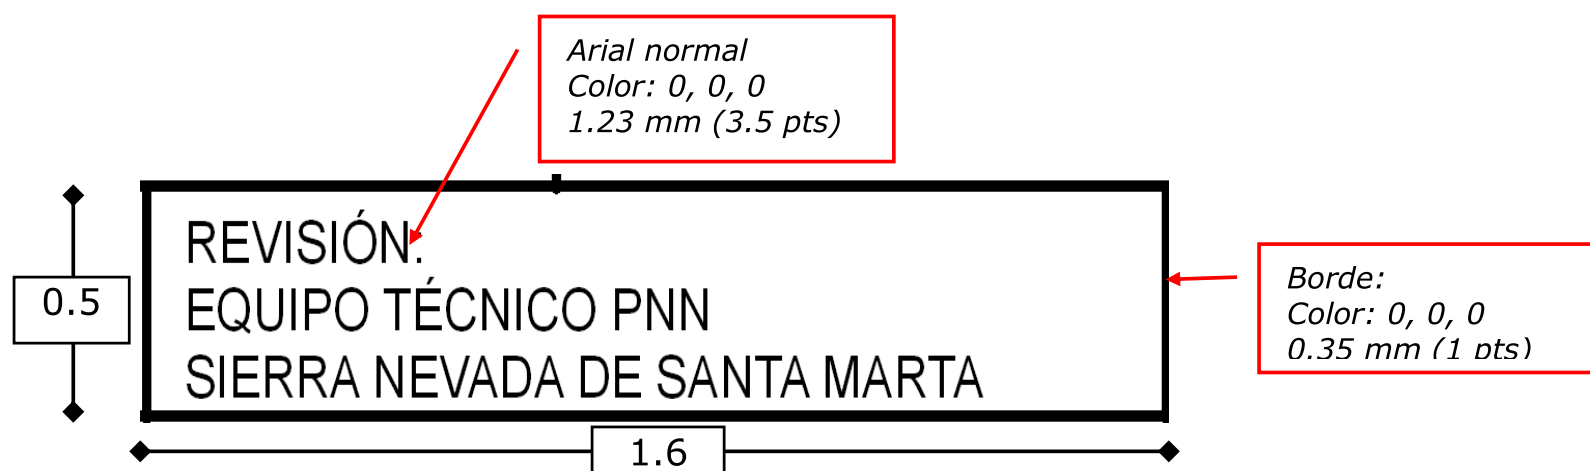 Arial normal
Color: 0, 0, 0
1.23 mm (3.5 pts)
REVISIÓN:
EQUIPO TÉCNICO PNN
SIERRA NEVADA DE SANTA MARTA
0.5
Borde:
Color: 0, 0, 0
0.35 mm (1 pts)
1.6